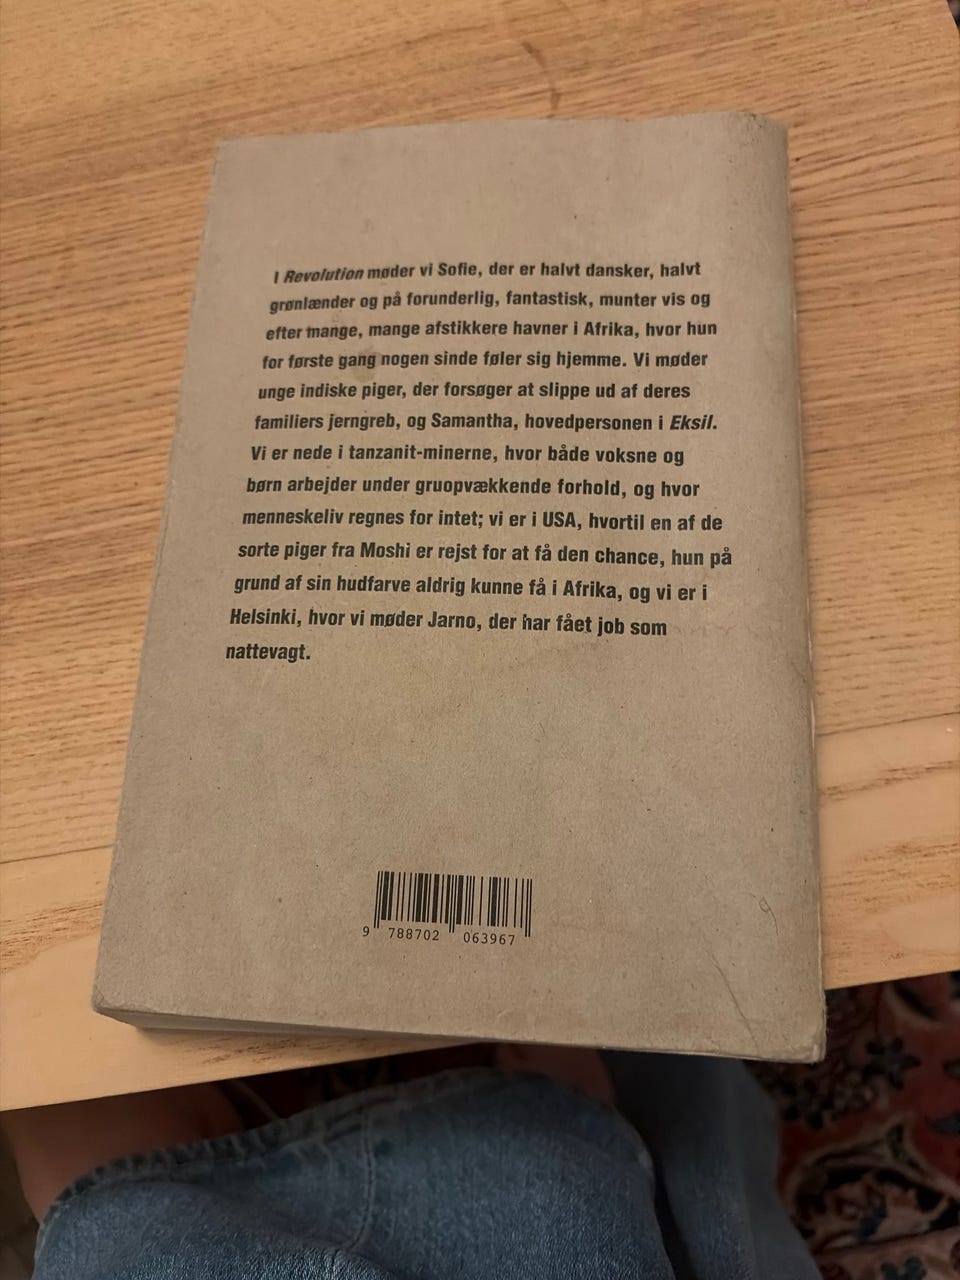 I Revolution møder vi Sofie, der er halvt dansker, halvt
grønlænder og på forunderlig, fantastisk, munter vis og
efter mange, mange afstikkere havner i Afrika, hvor hun
for første gang nogen sinde føler sig hjemme. Vi møder
unge indiske piger, der forsøger at slippe ud af deres
familiers jerngreb, og Samantha, hovedpersonen i Eksil.
Vi er nede i tanzanit-minerne, hvor både voksne og
børn arbejder under gruopvækkende forhold, og hvor
menneskeliv regnes for intet; vi er i USA, hvortil en af de
sorte piger fra Moshi er rejst for at få den chance, hun på
grund af sin hudfarve aldrig kunne få i Afrika, og vi er i
Helsinki, hvor vi møder Jarno, der har fået job som
nattevagt.
9 788702 063967